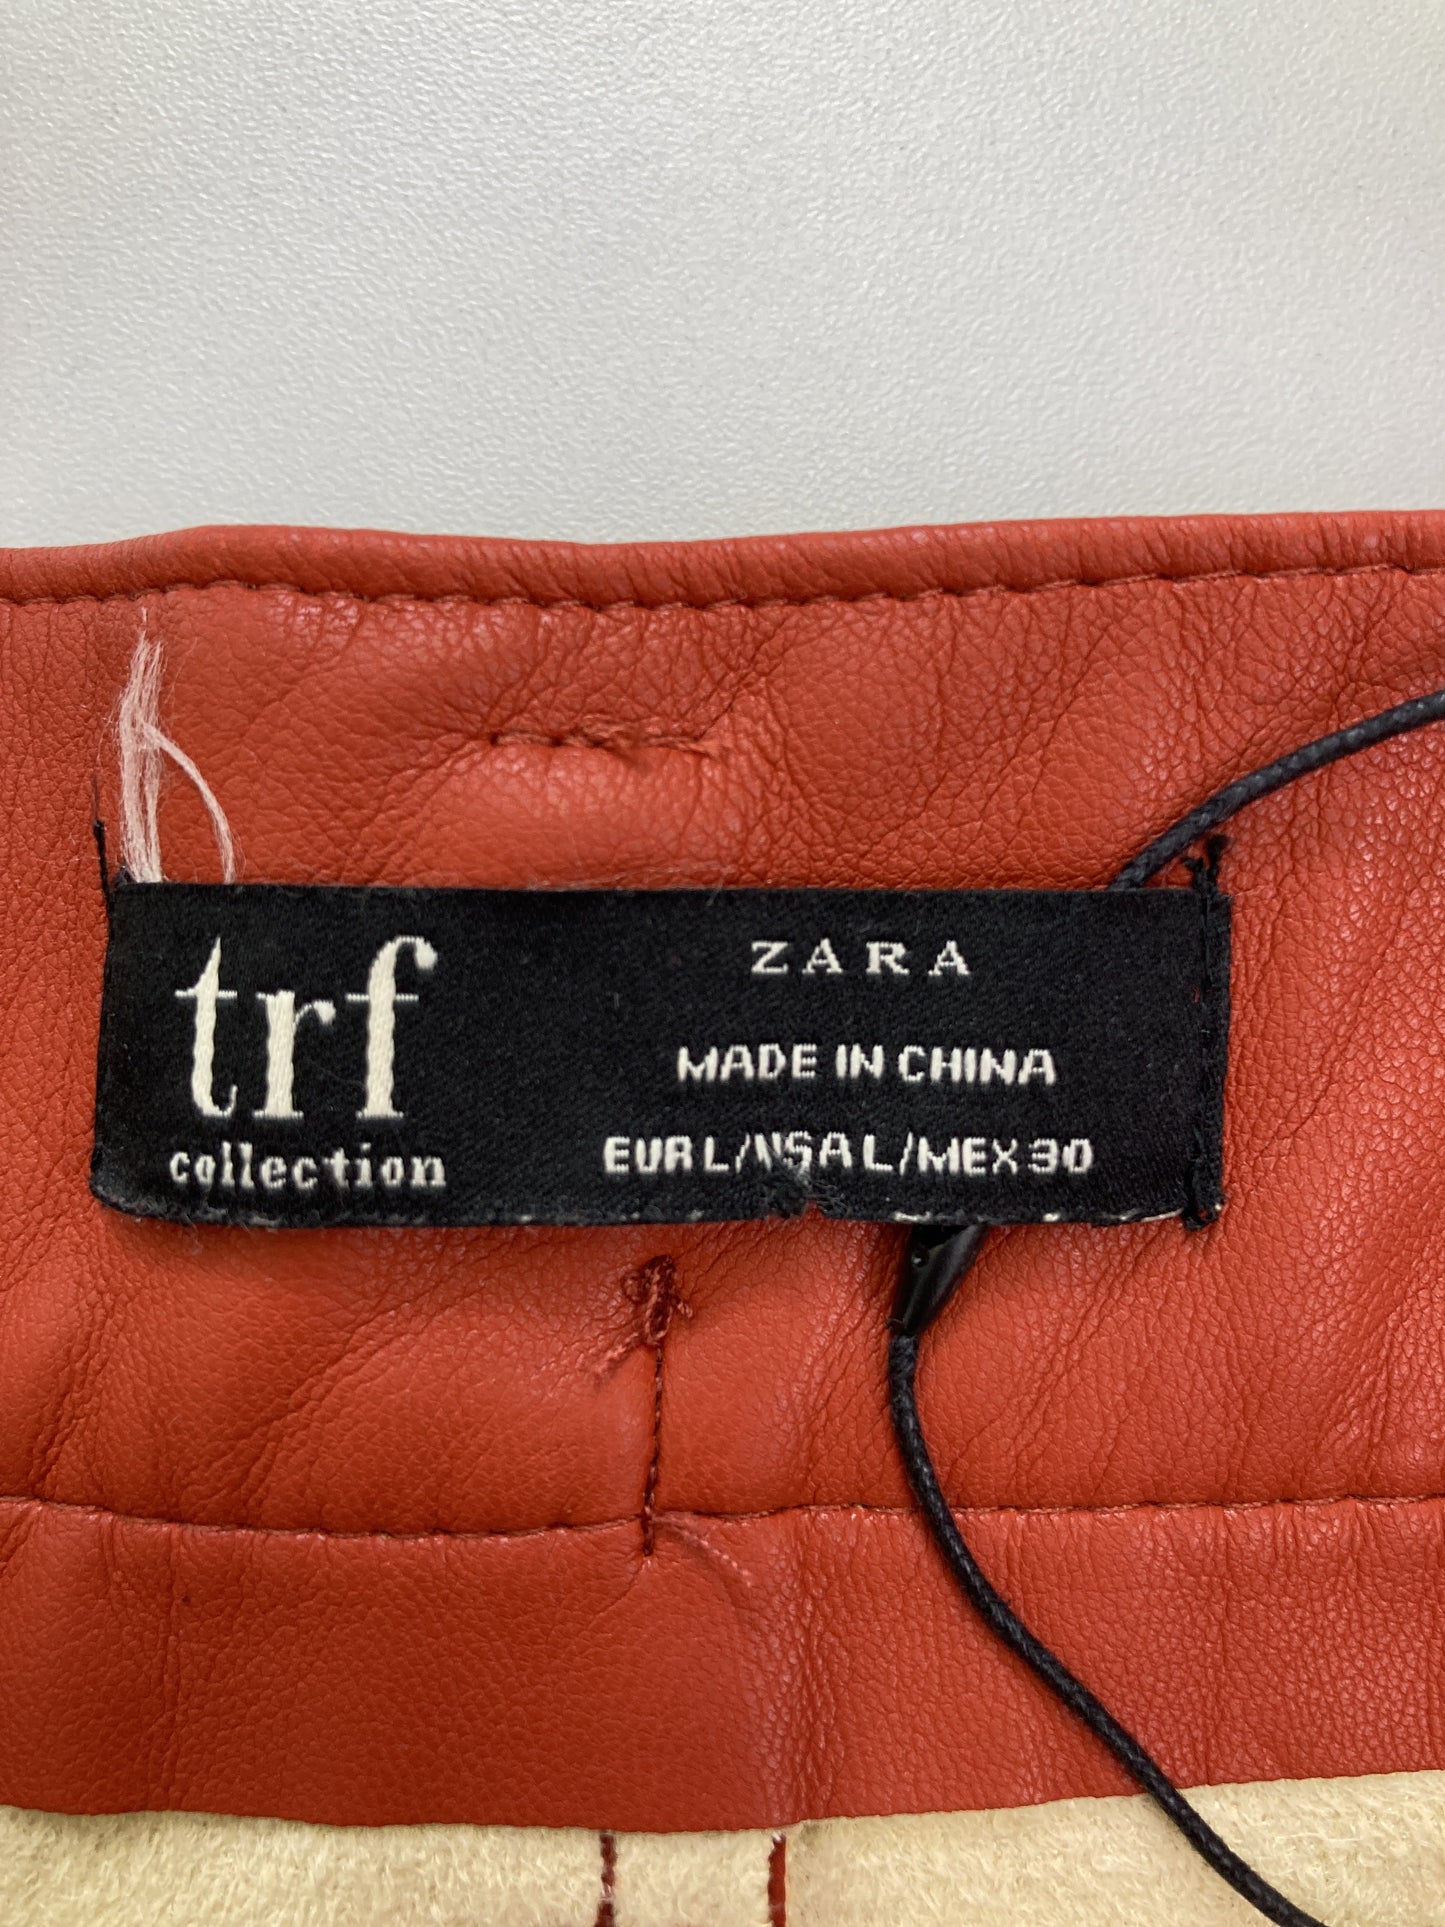 trf
collection
ZARA
MADE IN CHINA
EUR L/USA L/MEX 30